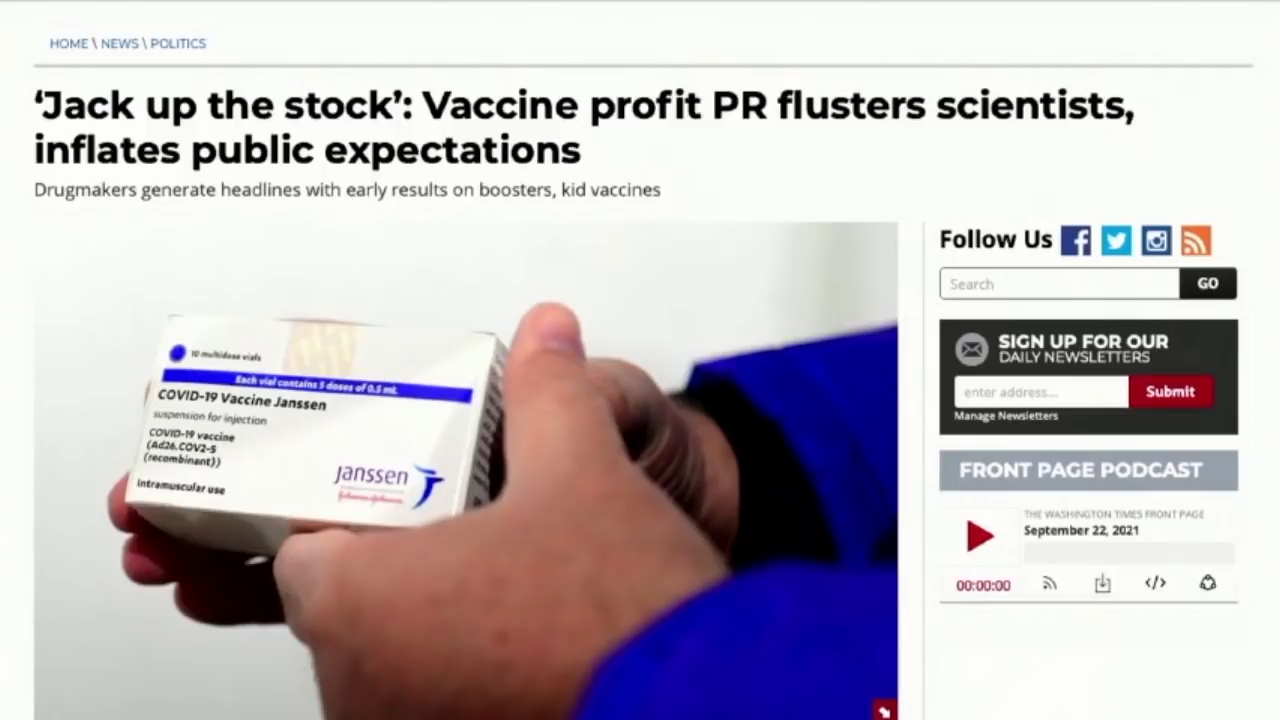 HOME \ NEWS \ POLITICS
‘Jack up the stock’: Vaccine profit PR flusters scientists,
inflates public expectations
Drugmakers generate headlines with early results on boosters, kid vaccines
10 multidose vials
Each vial contains 5 doses of 0.5 mL
COVID-19 Vaccine Janssen
suspension for injection
COVID-19 vaccine
(Ad26.COV2-S
(recombinant))
Intramuscular use
Janssen
Johnson & Johnson
Follow Us
Search
GO
SIGN UP FOR OUR
DAILY NEWSLETTERS
enter address...
Submit
Manage Newsletters
FRONT PAGE PODCAST
THE WASHINGTON TIMES FRONT PAGE
September 22, 2021
00:00:00